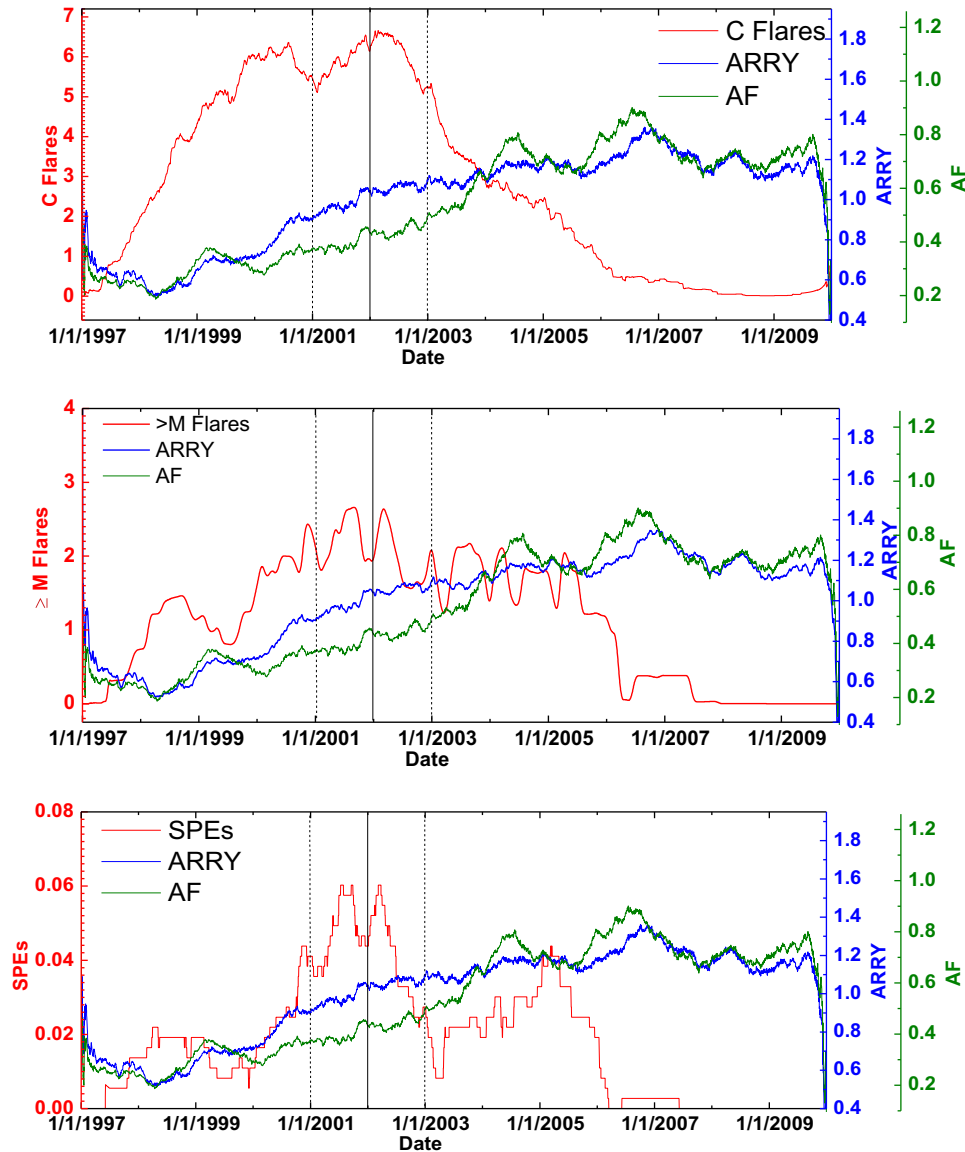 C Flares
ARRY
AF
7
6
5
4
3
2
1
0
C Flares
1.8
1.6
1.4
1.2
1.0
0.8
0.6
0.4
ARRY
1.2
1.0
0.8
0.6
0.4
0.2
AF
1/1/1997 1/1/1999 1/1/2001 1/1/2003 1/1/2005 1/1/2007 1/1/2009
Date
>M Flares
ARRY
AF
4
3
2
1
0
≥ M Flares
1.8
1.6
1.4
1.2
1.0
0.8
0.6
0.4
ARRY
1.2
1.0
0.8
0.6
0.4
0.2
AF
1/1/1997 1/1/1999 1/1/2001 1/1/2003 1/1/2005 1/1/2007 1/1/2009
Date
SPEs
ARRY
AF
0.08
0.06
0.04
0.02
0.00
SPEs
1.8
1.6
1.4
1.2
1.0
0.8
0.6
0.4
ARRY
1.2
1.0
0.8
0.6
0.4
0.2
AF
1/1/1997 1/1/1999 1/1/2001 1/1/2003 1/1/2005 1/1/2007 1/1/2009
Date